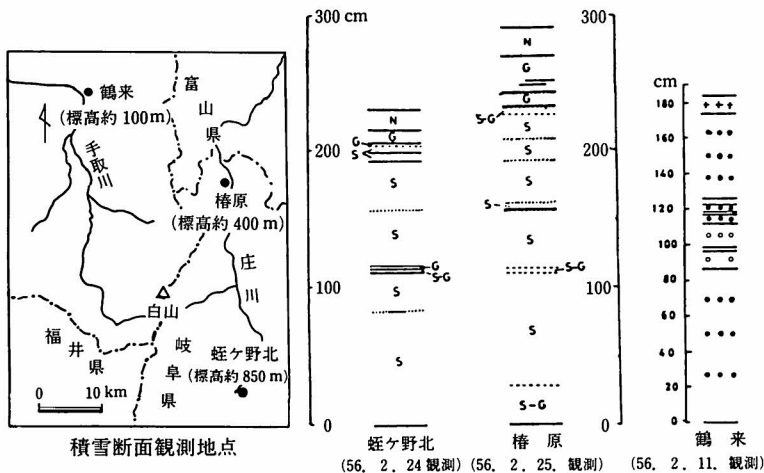 鶴来
(標高約100m)
富山県
手取川
椿原
(標高約400m)
庄川
白山
福井県
岐阜県
蛭ケ野北
(標高約850m)
0 10 km
積雪断面観測地点
300 cm
200
100
0
N
G
G
S
S
S
G
S-G
S
S
蛭ケ野北
(56. 2. 24観測)
300
200
100
0
N
G
G
S-G
S
S
S
S
S
S-G
S
S-G
椿原
(56. 2. 25. 観測)
cm
180
160
140
120
100
80
60
40
20
0
鶴来
(56. 2. 11. 観測)